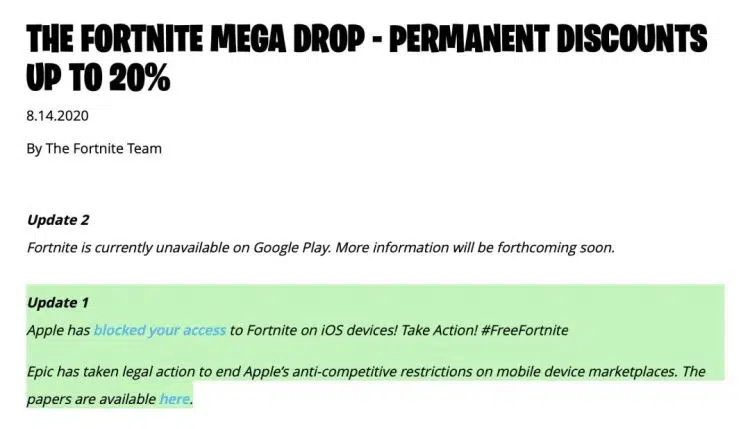 THE FORTNITE MEGA DROP - PERMANENT DISCOUNTS
UP TO 20%
8.14.2020
By The Fortnite Team
Update 2
Fortnite is currently unavailable on Google Play. More information will be forthcoming soon.
Update 1
Apple has blocked your access to Fortnite on iOS devices! Take Action! #FreeFortnite
Epic has taken legal action to end Apple’s anti-competitive restrictions on mobile device marketplaces. The
papers are available here.